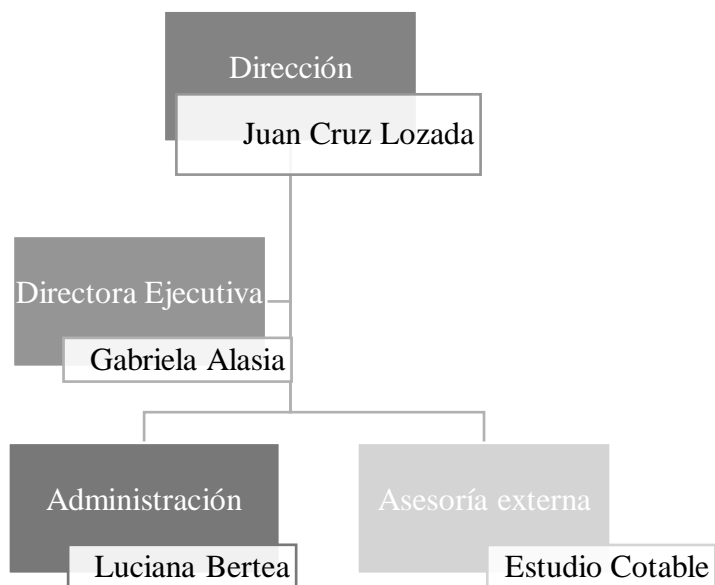 Dirección
Juan Cruz Lozada
Directora Ejecutiva
Gabriela Alasia
Administración
Luciana Bertea
Asesoría externa
Estudio Cotable